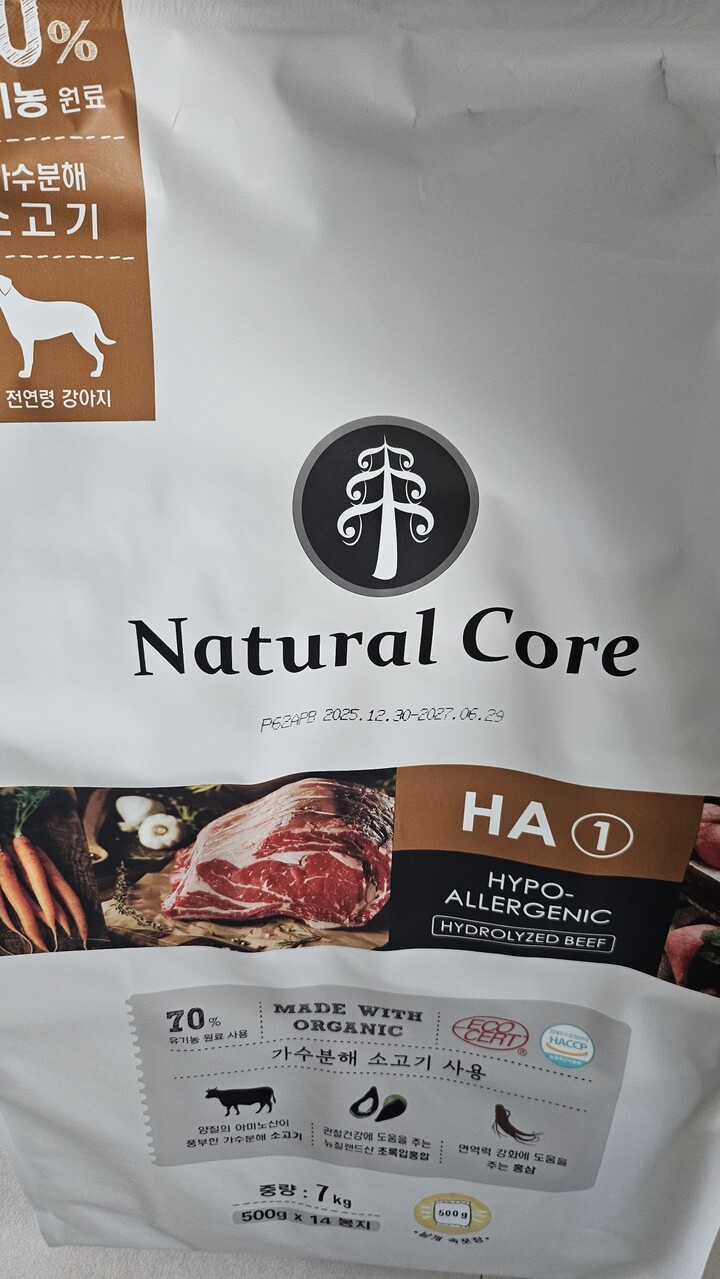 0%
기농 원료
가수분해
소고기
전연령 강아지
Natural Core
P62APB 2025.12.30-2027.06.29
HA 1
HYPO-
ALLERGENIC
HYDROLYZED BEEF
70%
유기농 원료 사용
MADE WITH
ORGANIC
ECO
CERT®
HACCP
가수분해 소고기 사용
양질의 아미노산이
풍부한 가수분해 소고기
관절건강에 도움을 주는
뉴질랜드산 초록입홍합
면역력 강화에 도움을
주는 홍삼
중량 : 7kg
500g x 14 봉지
500g
낱개 속포장